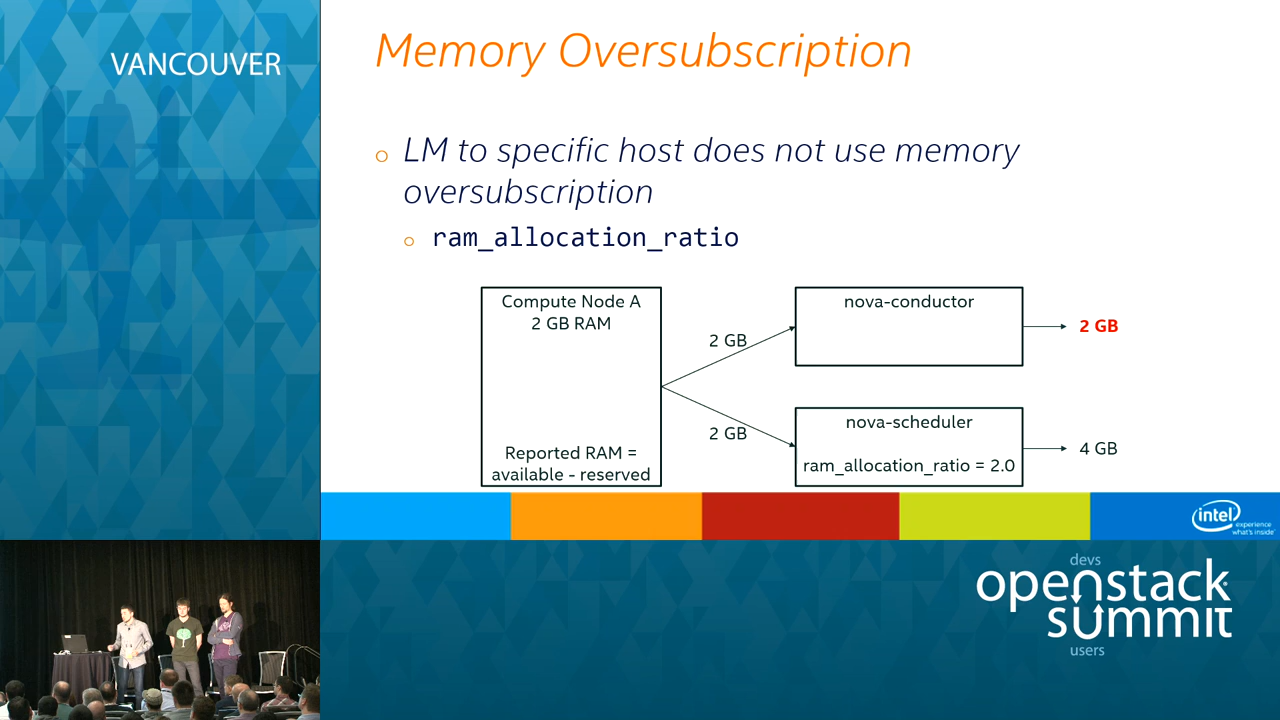 VANCOUVER
Memory Oversubscription
LM to specific host does not use memory
oversubscription
ram_allocation_ratio
Compute Node A
2 GB RAM
Reported RAM =
available - reserved
2 GB
2 GB
nova-conductor
2 GB
nova-scheduler
ram_allocation_ratio = 2.0
4 GB
intel
experience
what's inside
devs
openstack
summit
users